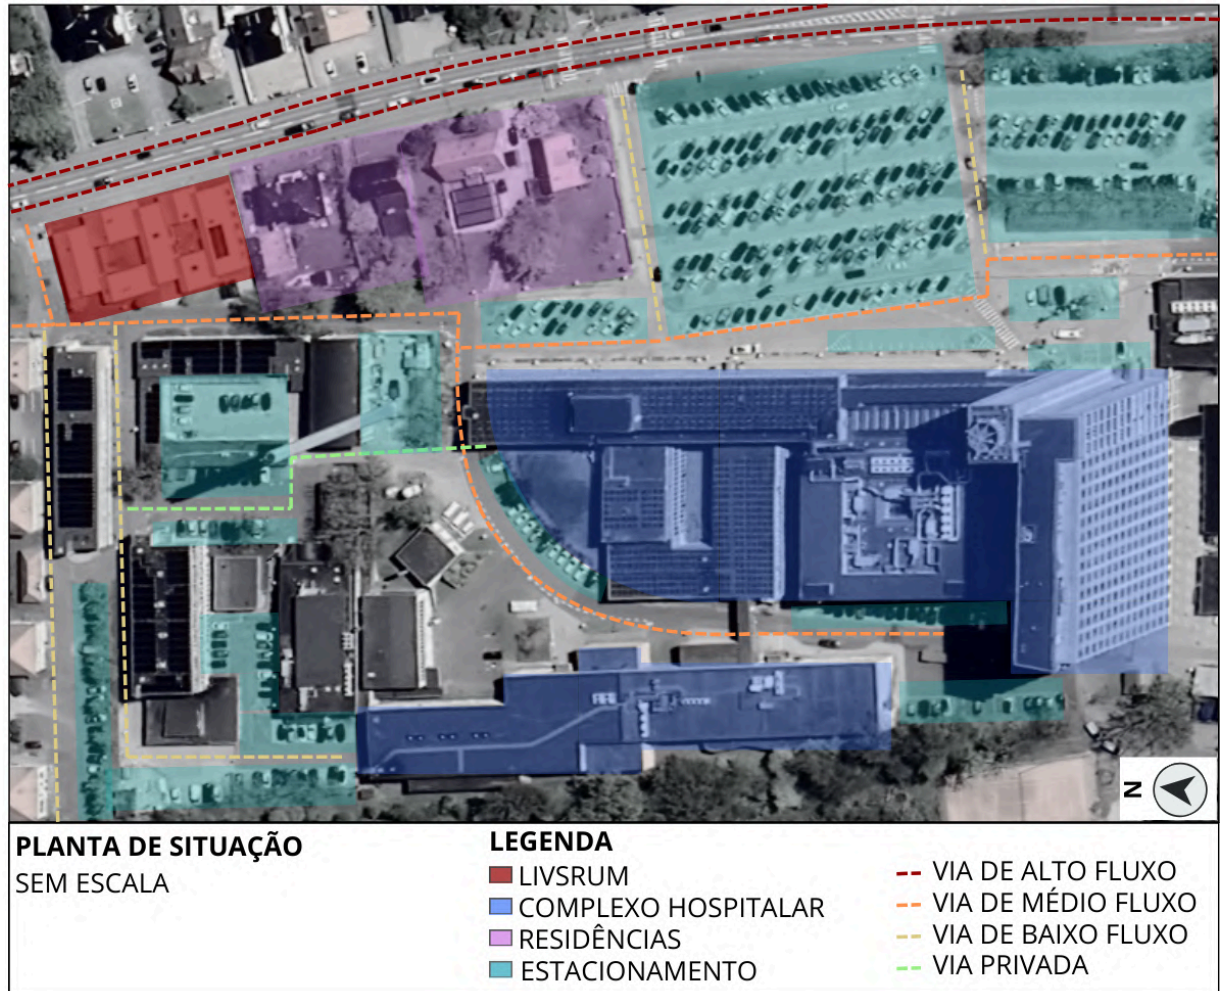 N
PLANTA DE SITUAÇÃO
SEM ESCALA
LEGENDA
LIVSRUM
COMPLEXO HOSPITALAR
RESIDÊNCIAS
ESTACIONAMENTO
VIA DE ALTO FLUXO
VIA DE MÉDIO FLUXO
VIA DE BAIXO FLUXO
VIA PRIVADA